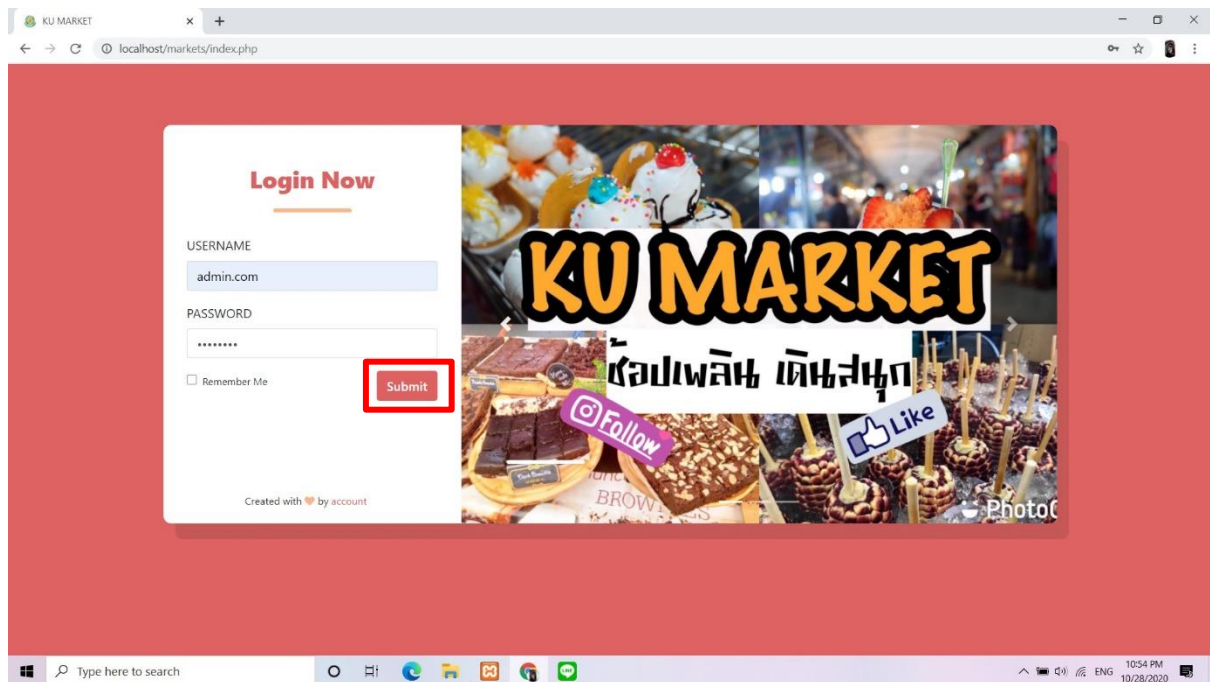 KU MARKET
localhost/markets/index.php
Login Now
USERNAME
admin.com
PASSWORD
••••••••
Remember Me
Submit
Created with 🧡 by account
KU MARKET
ช้อปเพลิน เดินสนุก
Follow
Like
BROW
PhotoG
Type here to search
ENG
10:54 PM
10/28/2020